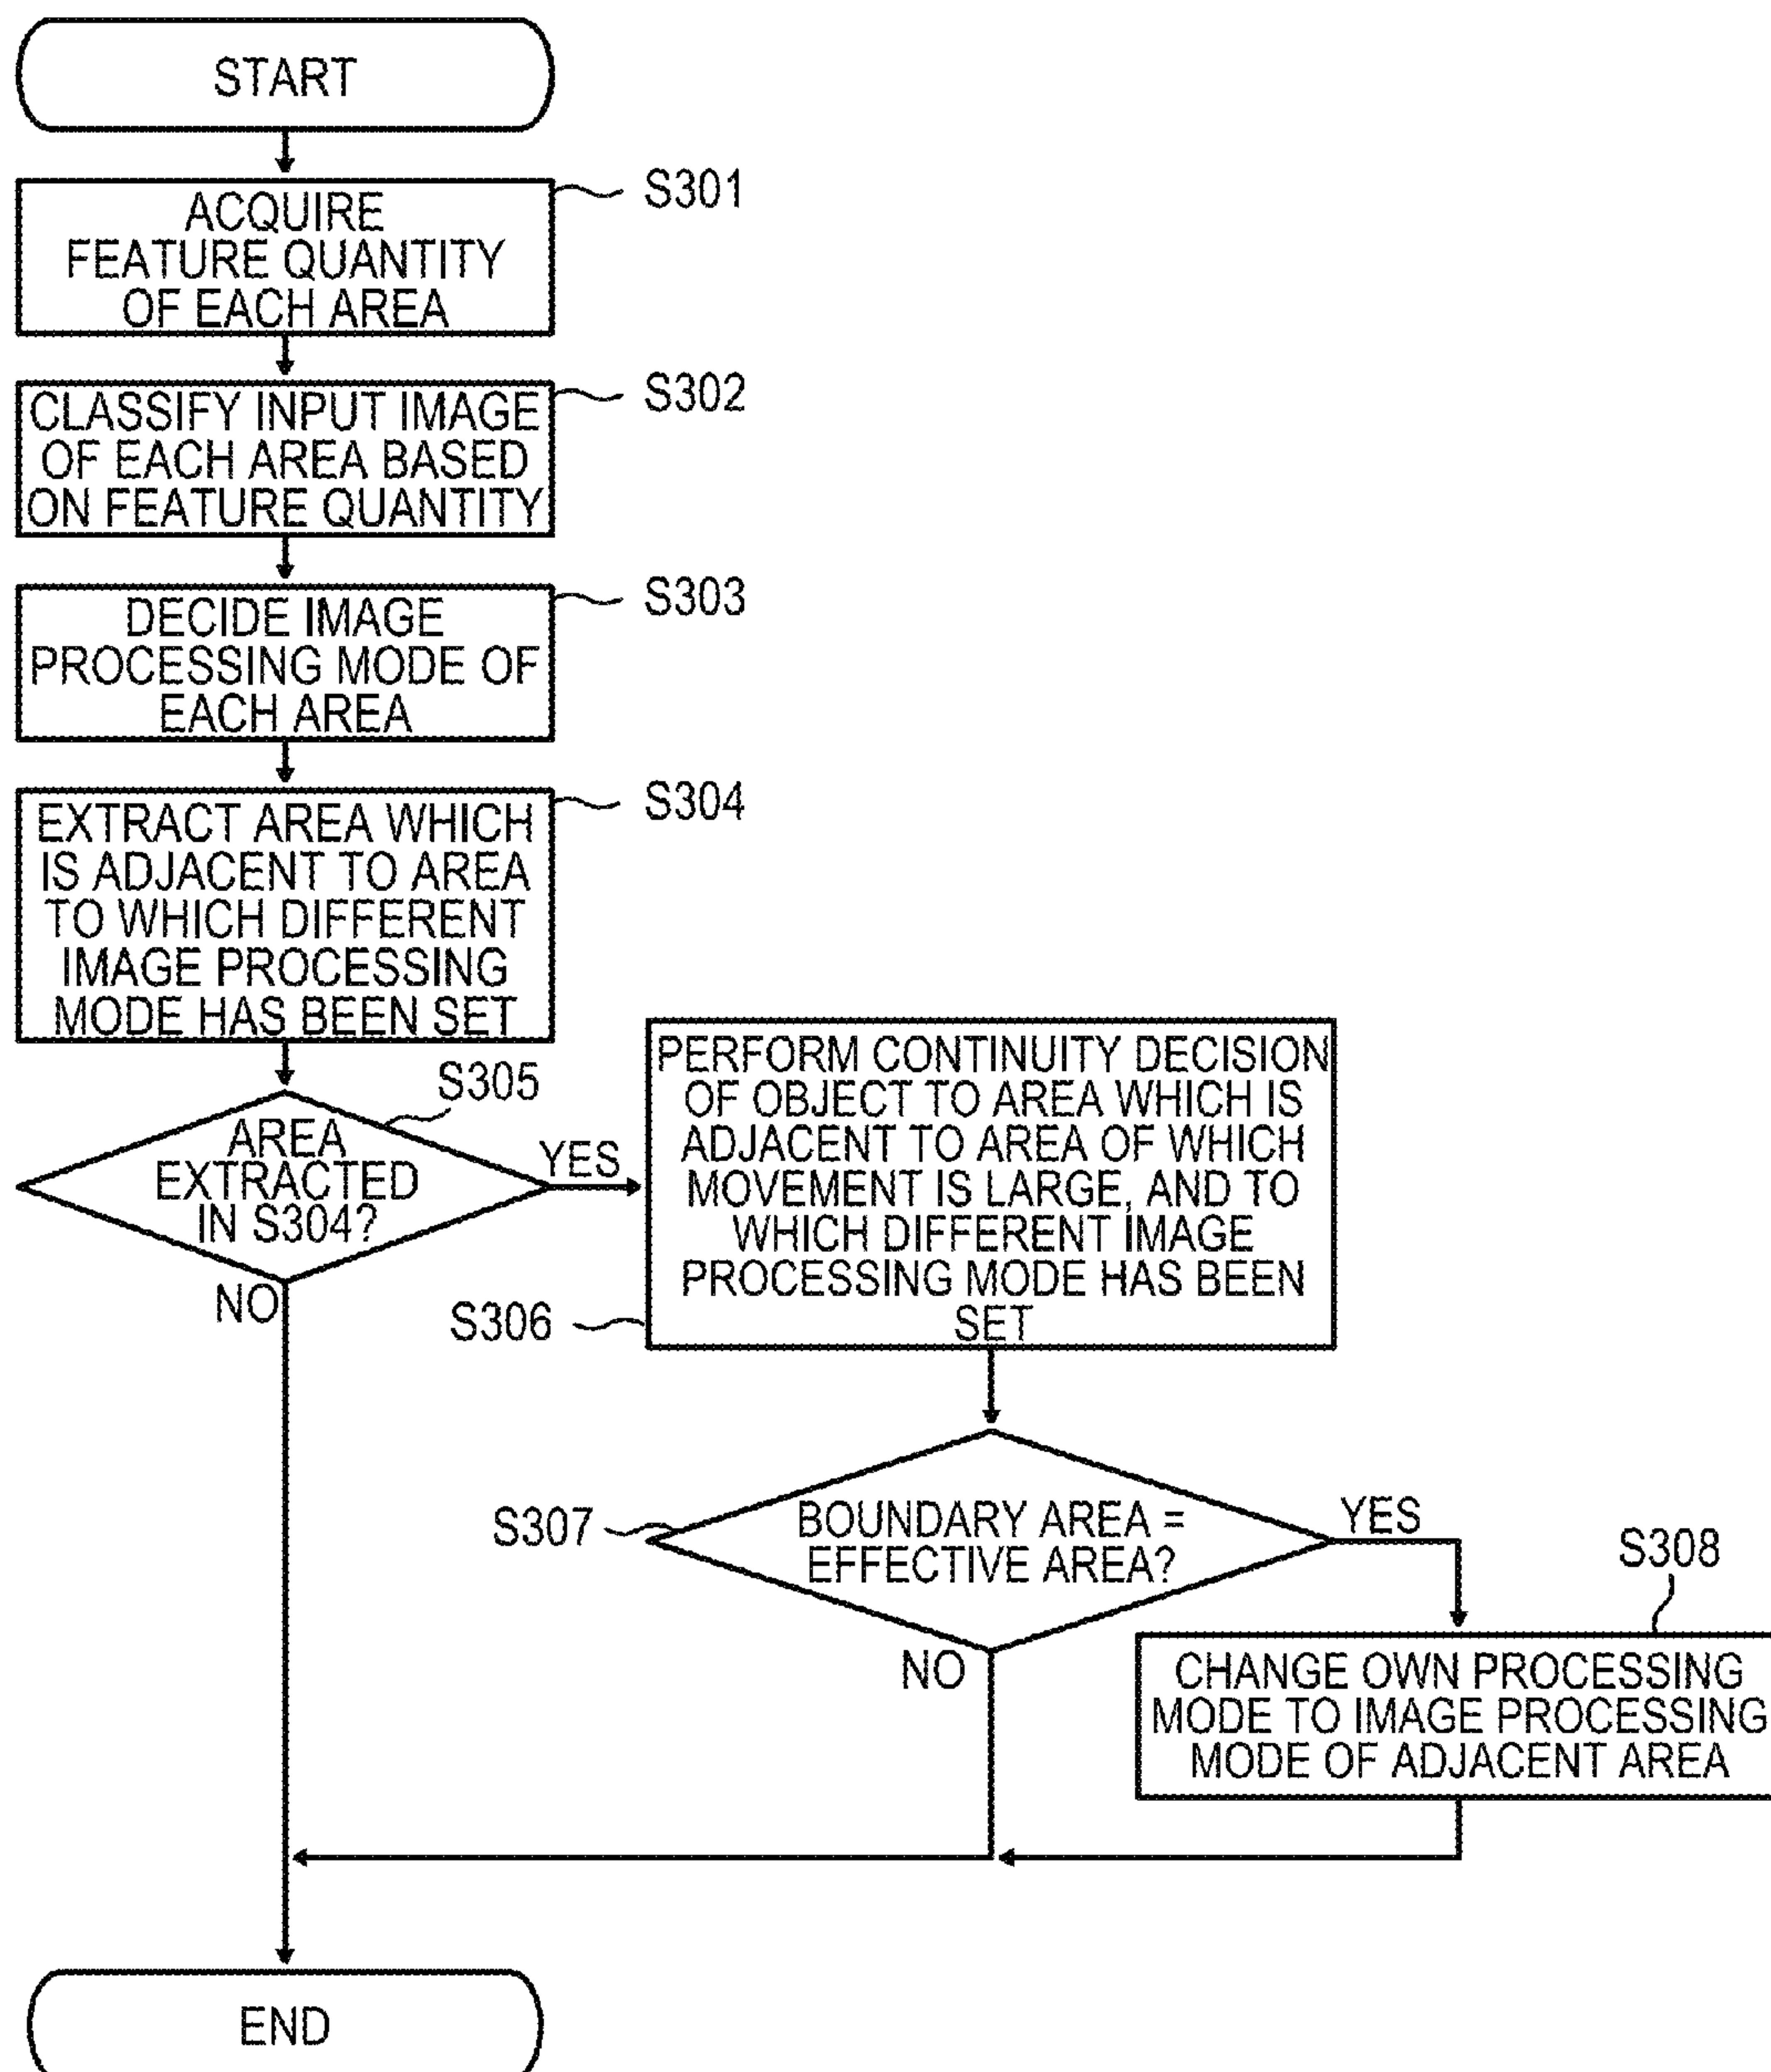 START
S301
ACQUIRE
FEATURE QUANTITY
OF EACH AREA
S302
CLASSIFY INPUT IMAGE
OF EACH AREA BASED
ON FEATURE QUANTITY
S303
DECIDE IMAGE
PROCESSING MODE OF
EACH AREA
S304
EXTRACT AREA WHICH
IS ADJACENT TO AREA
TO WHICH DIFFERENT
IMAGE PROCESSING
MODE HAS BEEN SET
S305
AREA
EXTRACTED
IN S304?
YES
NO
S306
PERFORM CONTINUITY DECISION
OF OBJECT TO AREA WHICH IS
ADJACENT TO AREA OF WHICH
MOVEMENT IS LARGE, AND TO
WHICH DIFFERENT IMAGE
PROCESSING MODE HAS BEEN
SET
S307
BOUNDARY AREA =
EFFECTIVE AREA?
YES
NO
S308
CHANGE OWN PROCESSING
MODE TO IMAGE PROCESSING
MODE OF ADJACENT AREA
END